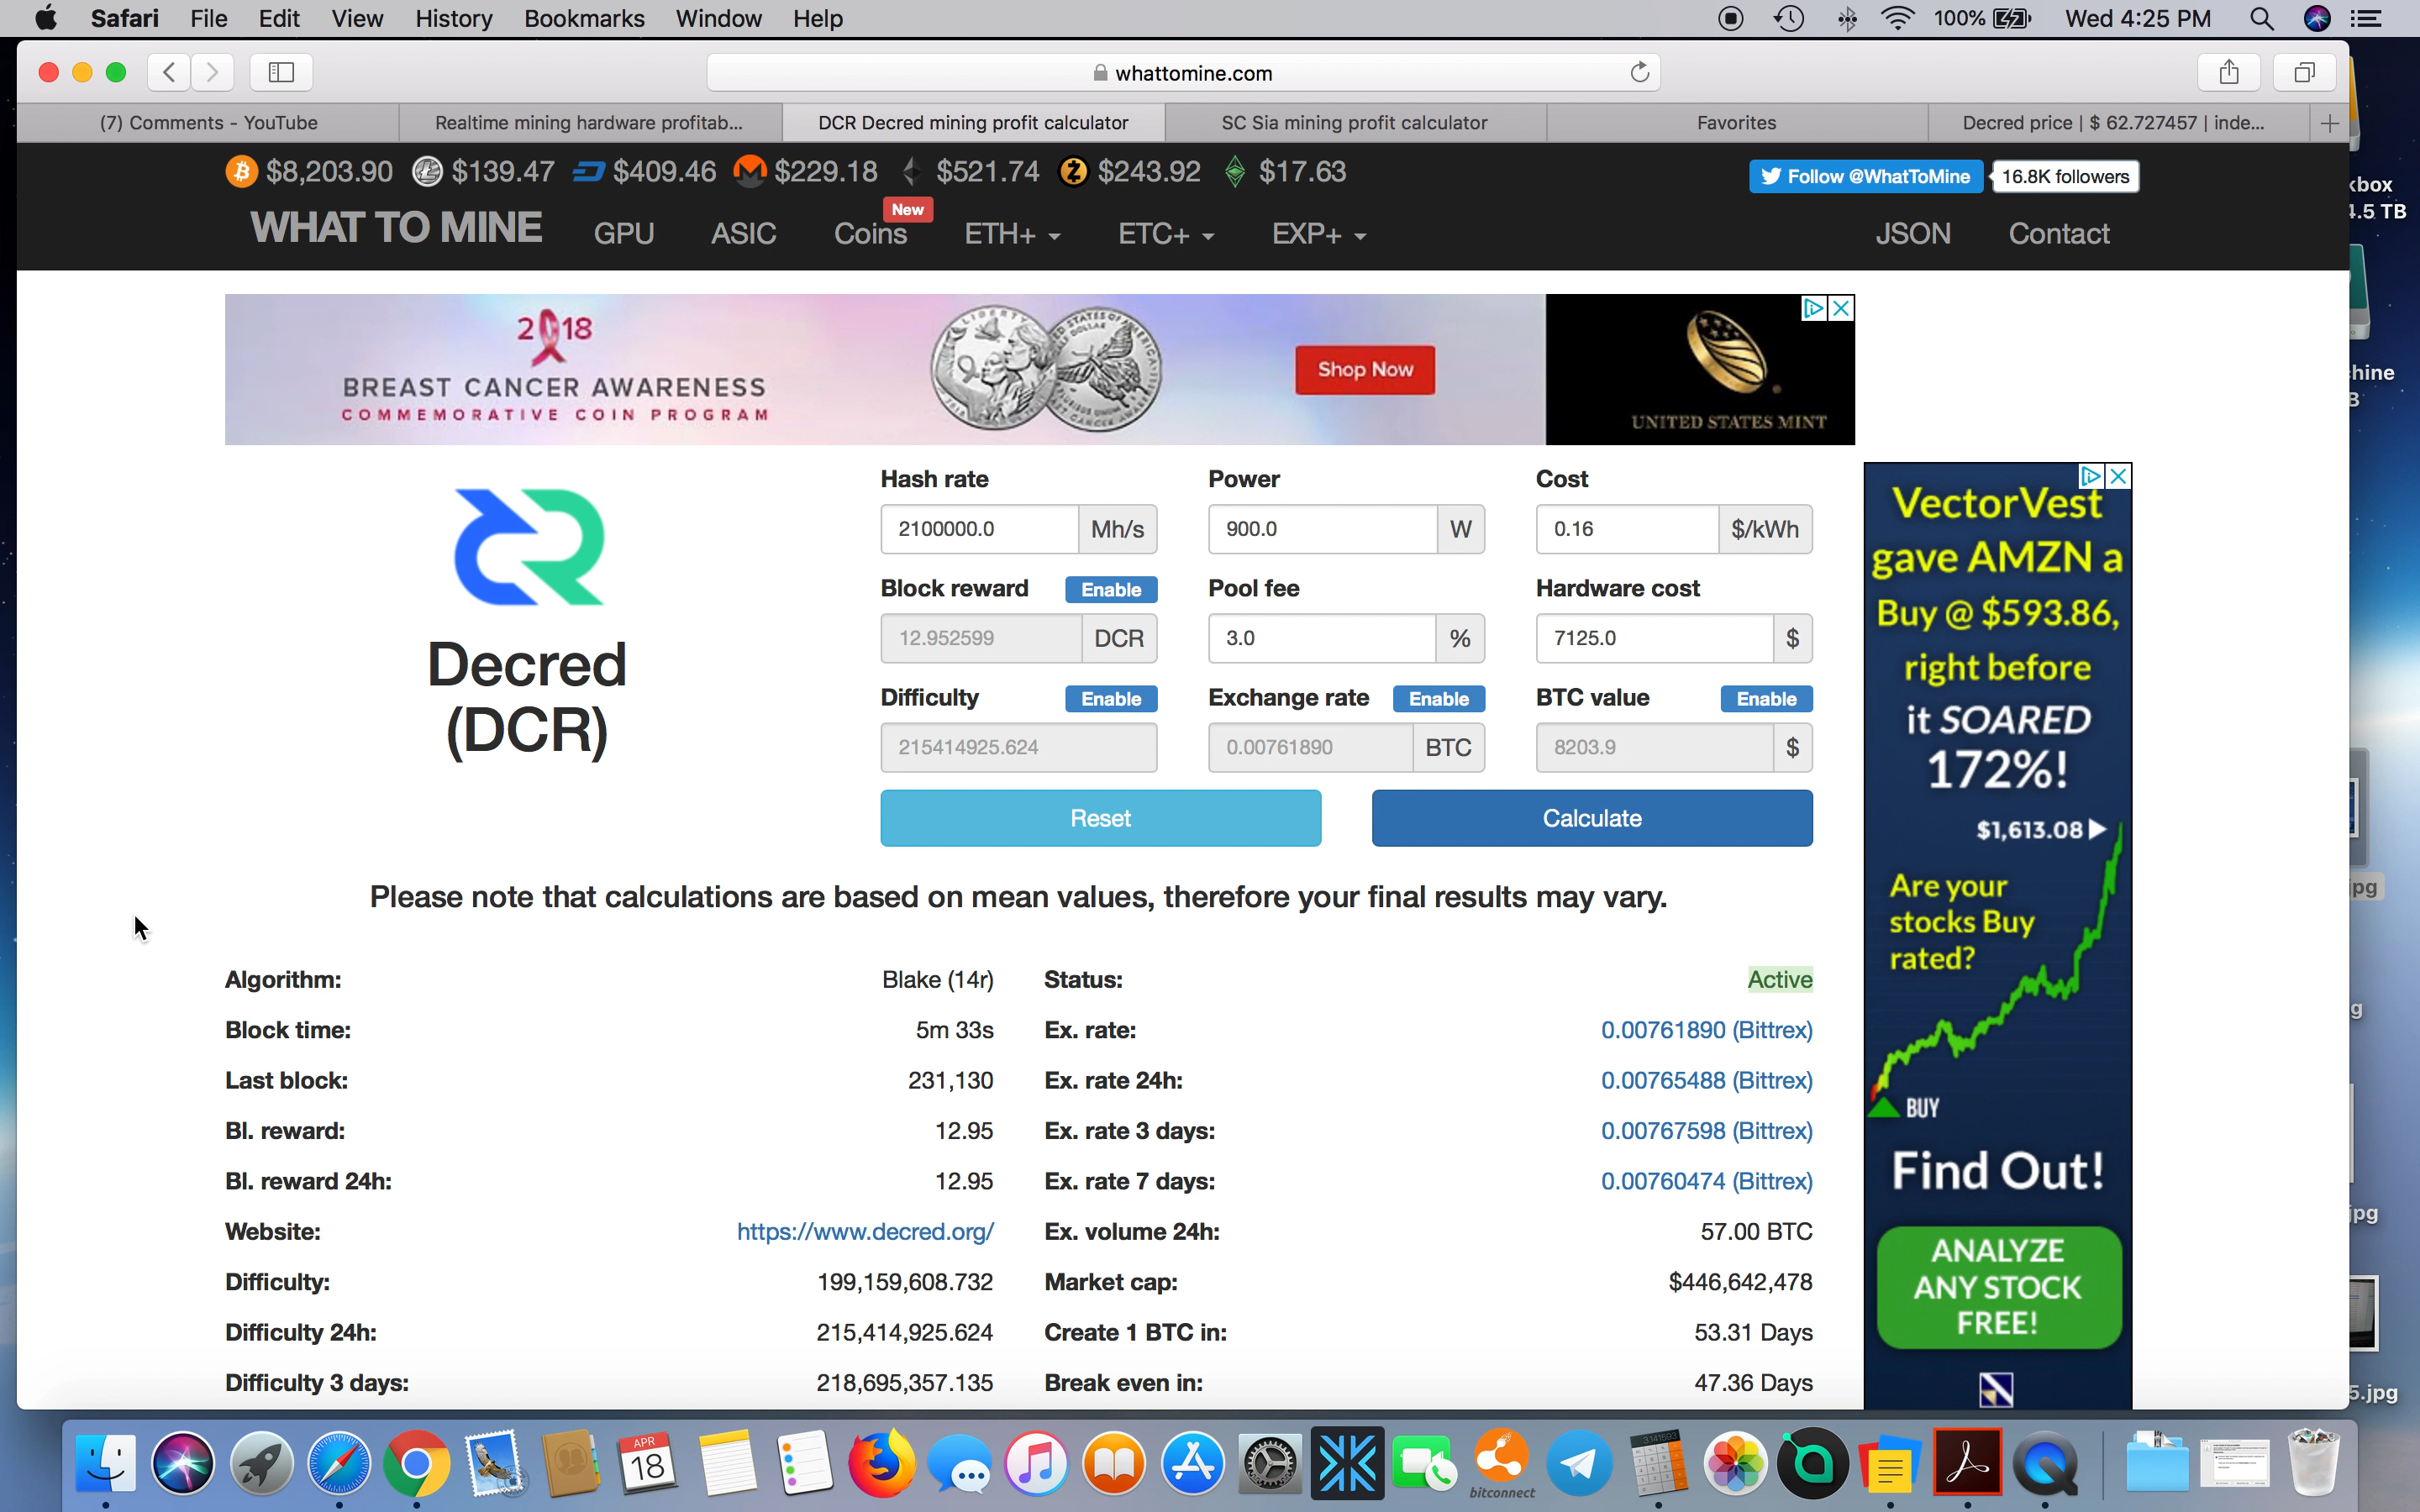 Safari File Edit View History Bookmarks Window Help 100% Wed 4:25 PM
whattomine.com
(7) Comments - YouTube Realtime mining hardware profitab... DCR Decred mining profit calculator SC Sia mining profit calculator Favorites Decred price | $ 62.727457 | inde...
$8,203.90 $139.47 $409.46 $229.18 $521.74 $243.92 $17.63 Follow @WhatToMine 16.8K followers
WHAT TO MINE GPU ASIC Coins New ETH+ ETC+ EXP+ JSON Contact
2018
BREAST CANCER AWARENESS
COMMEMORATIVE COIN PROGRAM
Shop Now
UNITED STATES MINT
Decred
(DCR)
Hash rate Power Cost
2100000.0 Mh/s 900.0 W 0.16 $/kWh
Block reward Enable Pool fee Hardware cost
12.952599 DCR 3.0 % 7125.0 $
Difficulty Enable Exchange rate Enable BTC value Enable
215414925.624 0.00761890 BTC 8203.9 $
Reset Calculate
Please note that calculations are based on mean values, therefore your final results may vary.
Algorithm: Blake (14r) Status: Active
Block time: 5m 33s Ex. rate: 0.00761890 (Bittrex)
Last block: 231,130 Ex. rate 24h: 0.00765488 (Bittrex)
Bl. reward: 12.95 Ex. rate 3 days: 0.00767598 (Bittrex)
Bl. reward 24h: 12.95 Ex. rate 7 days: 0.00760474 (Bittrex)
Website: https://www.decred.org/ Ex. volume 24h: 57.00 BTC
Difficulty: 199,159,608.732 Market cap: $446,642,478
Difficulty 24h: 215,414,925.624 Create 1 BTC in: 53.31 Days
Difficulty 3 days: 218,695,357.135 Break even in: 47.36 Days
VectorVest
gave AMZN a
Buy @ $593.86,
right before
it SOARED
172%!
$1,613.08
Are your
stocks Buy
rated?
BUY
Find Out!
ANALYZE
ANY STOCK
FREE!
.5 TB
jpg
jpg
5.jpg
APR
18
bitconnect